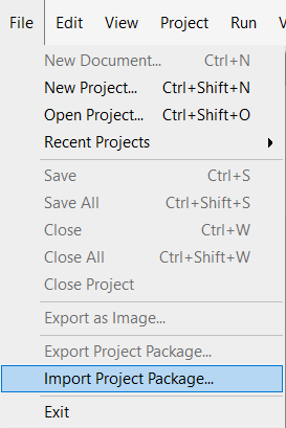 File Edit View Project Run
New Document... Ctrl+N
New Project... Ctrl+Shift+N
Open Project... Ctrl+Shift+O
Recent Projects
Save Ctrl+S
Save All Ctrl+Shift+S
Close Ctrl+W
Close All Ctrl+Shift+W
Close Project
Export as Image...
Export Project Package...
Import Project Package...
Exit